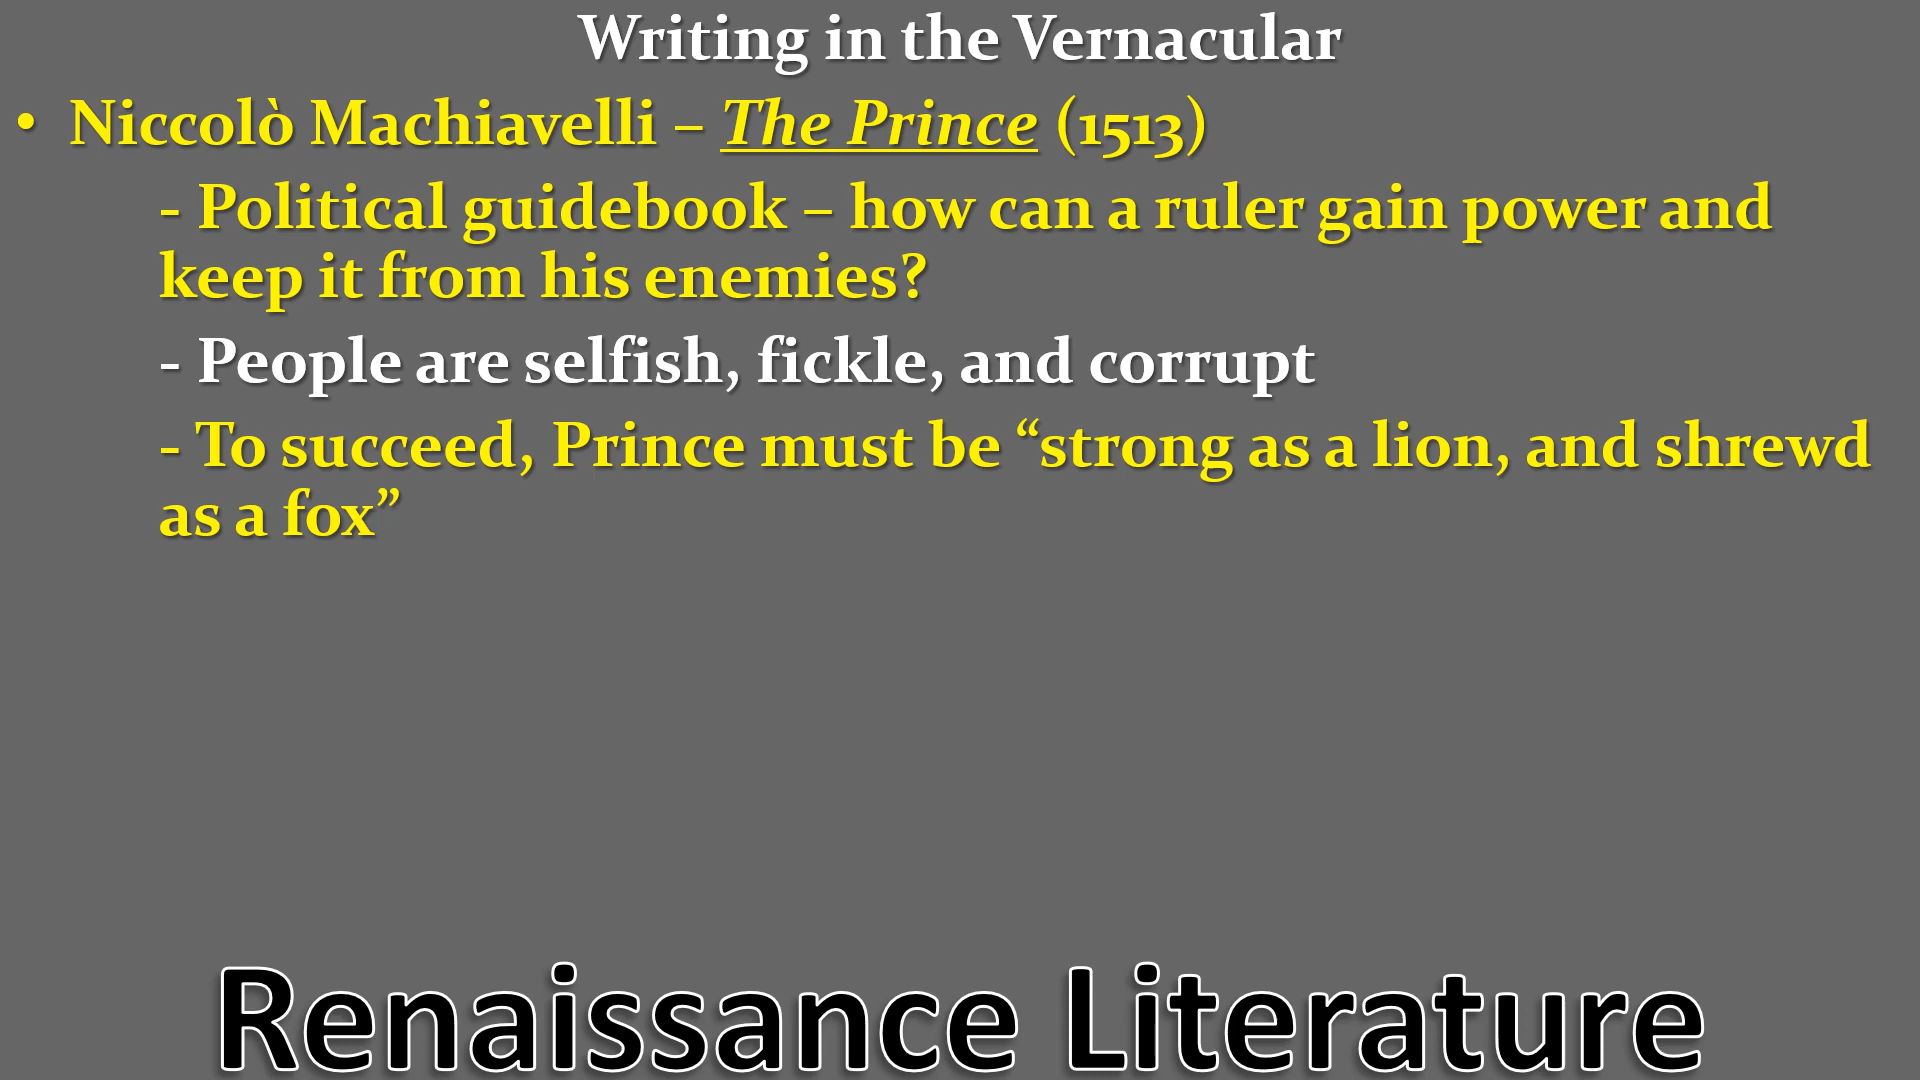 Writing in the Vernacular
• Niccolò Machiavelli – The Prince (1513)
- Political guidebook – how can a ruler gain power and
keep it from his enemies?
- People are selfish, fickle, and corrupt
- To succeed, Prince must be “strong as a lion, and shrewd
as a fox”
Renaissance Literature